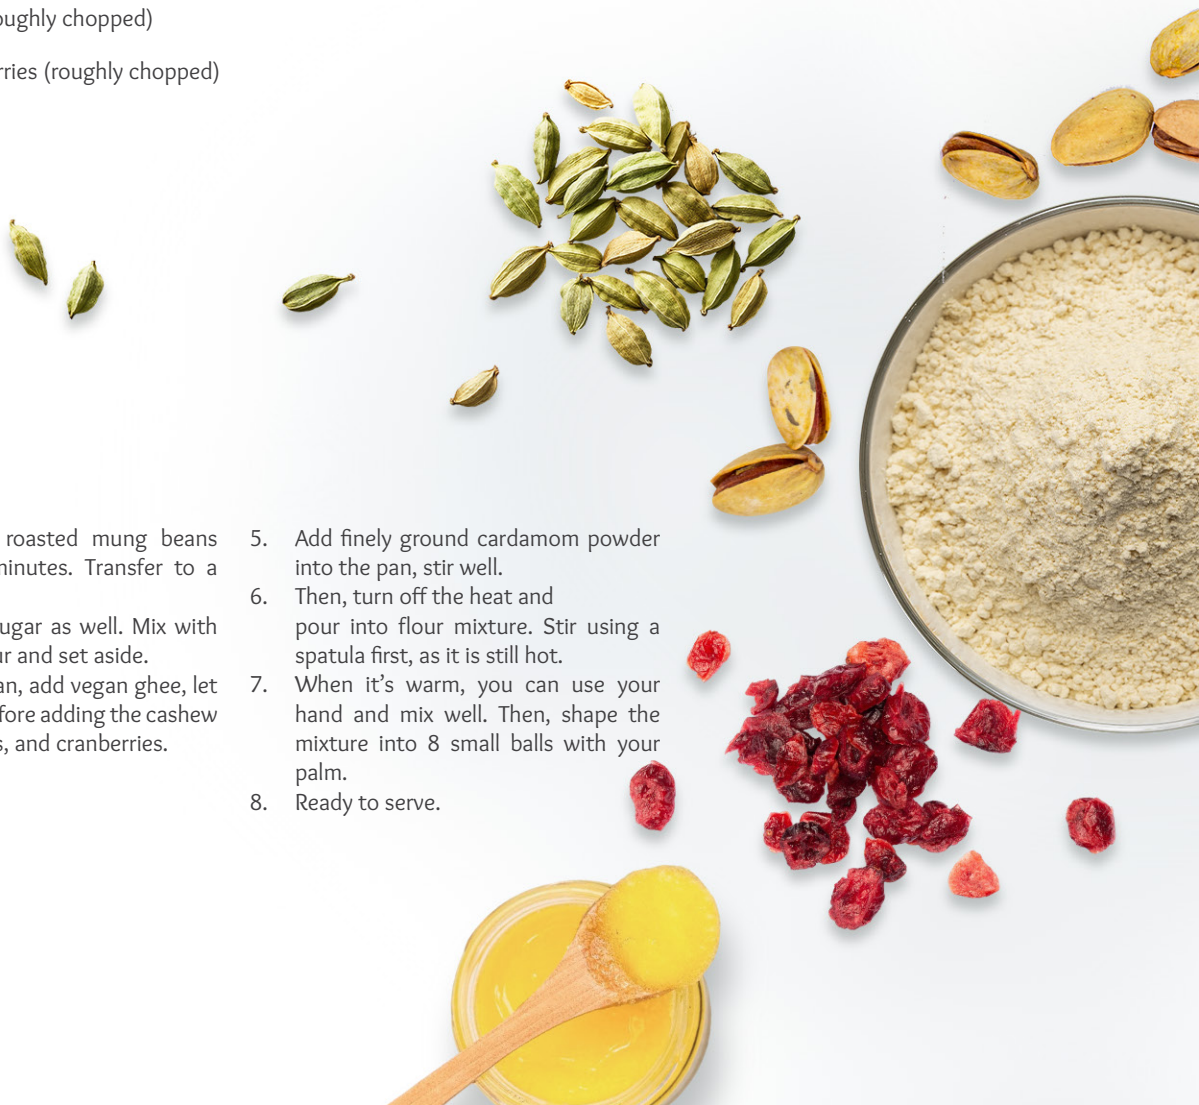 oughly chopped)
rries (roughly chopped)
roasted mung beans
minutes. Transfer to a
ugar as well. Mix with
ur and set aside.
an, add vegan ghee, let
fore adding the cashew
s, and cranberries.
5. Add finely ground cardamom powder
into the pan, stir well.
6. Then, turn off the heat and
pour into flour mixture. Stir using a
spatula first, as it is still hot.
7. When it’s warm, you can use your
hand and mix well. Then, shape the
mixture into 8 small balls with your
palm.
8. Ready to serve.